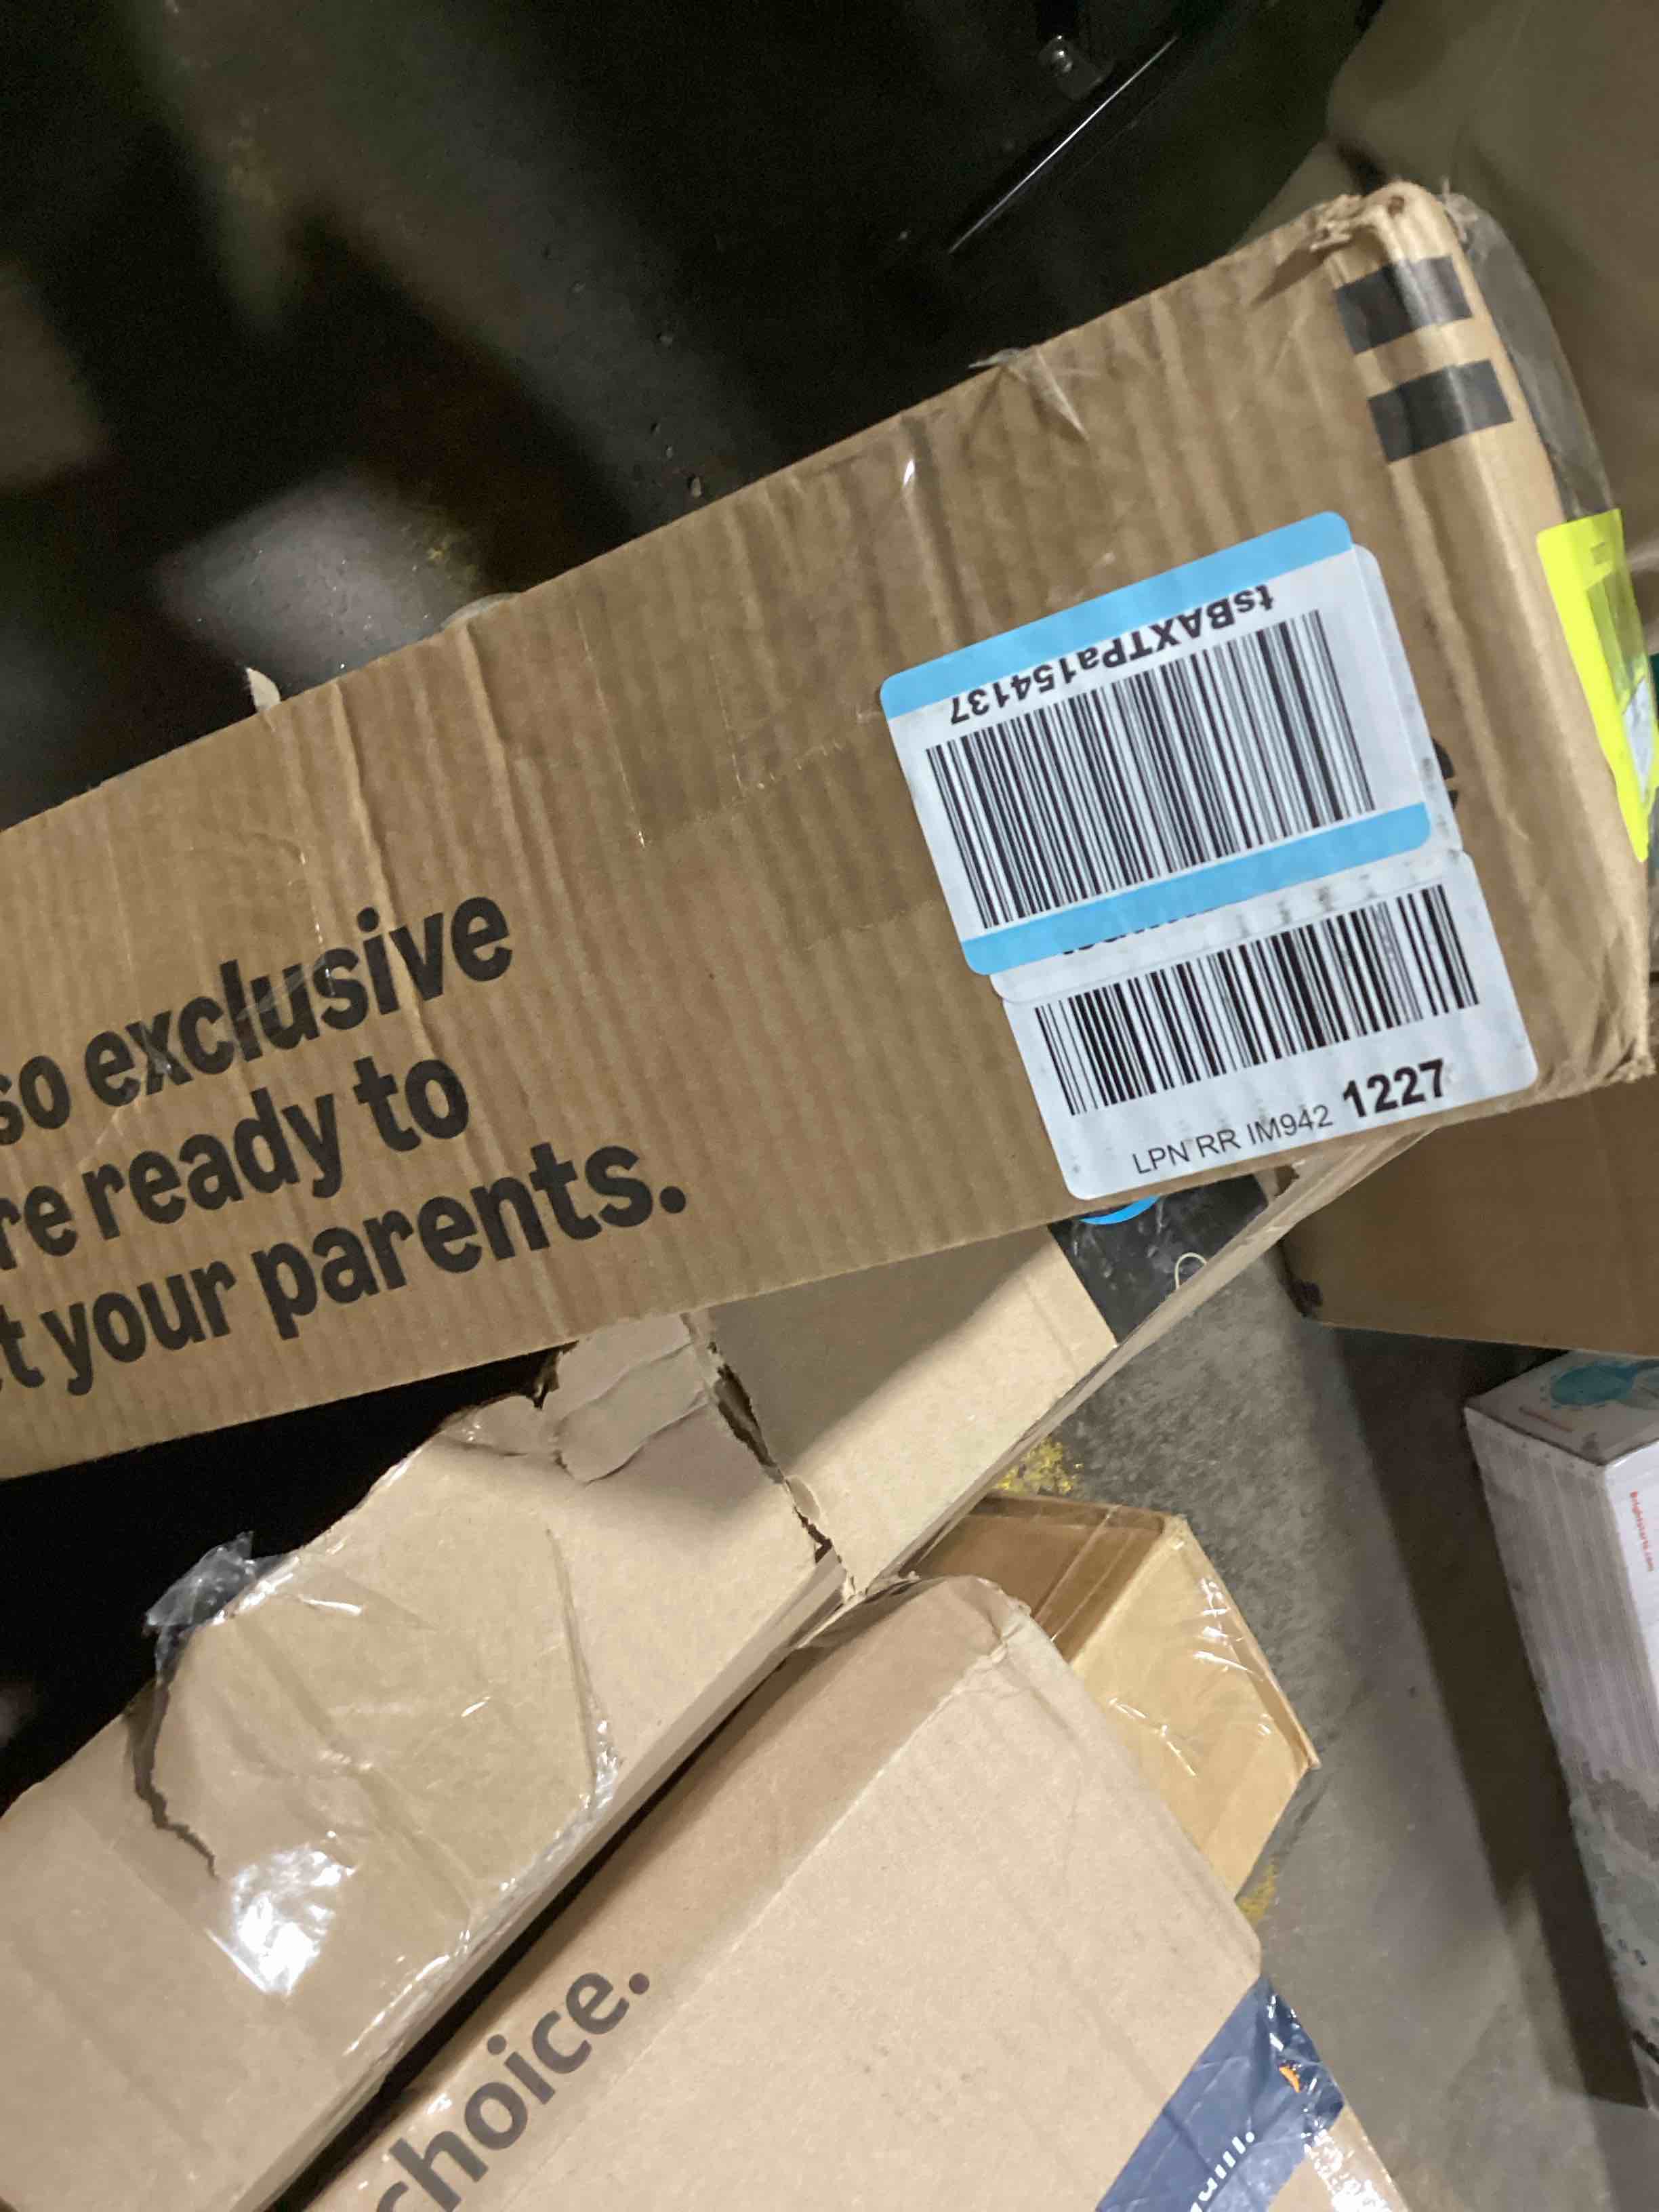 tsBAXTPa154137
LPN RR IM942 1227
so exclusive
re ready to
t your parents.
choice.